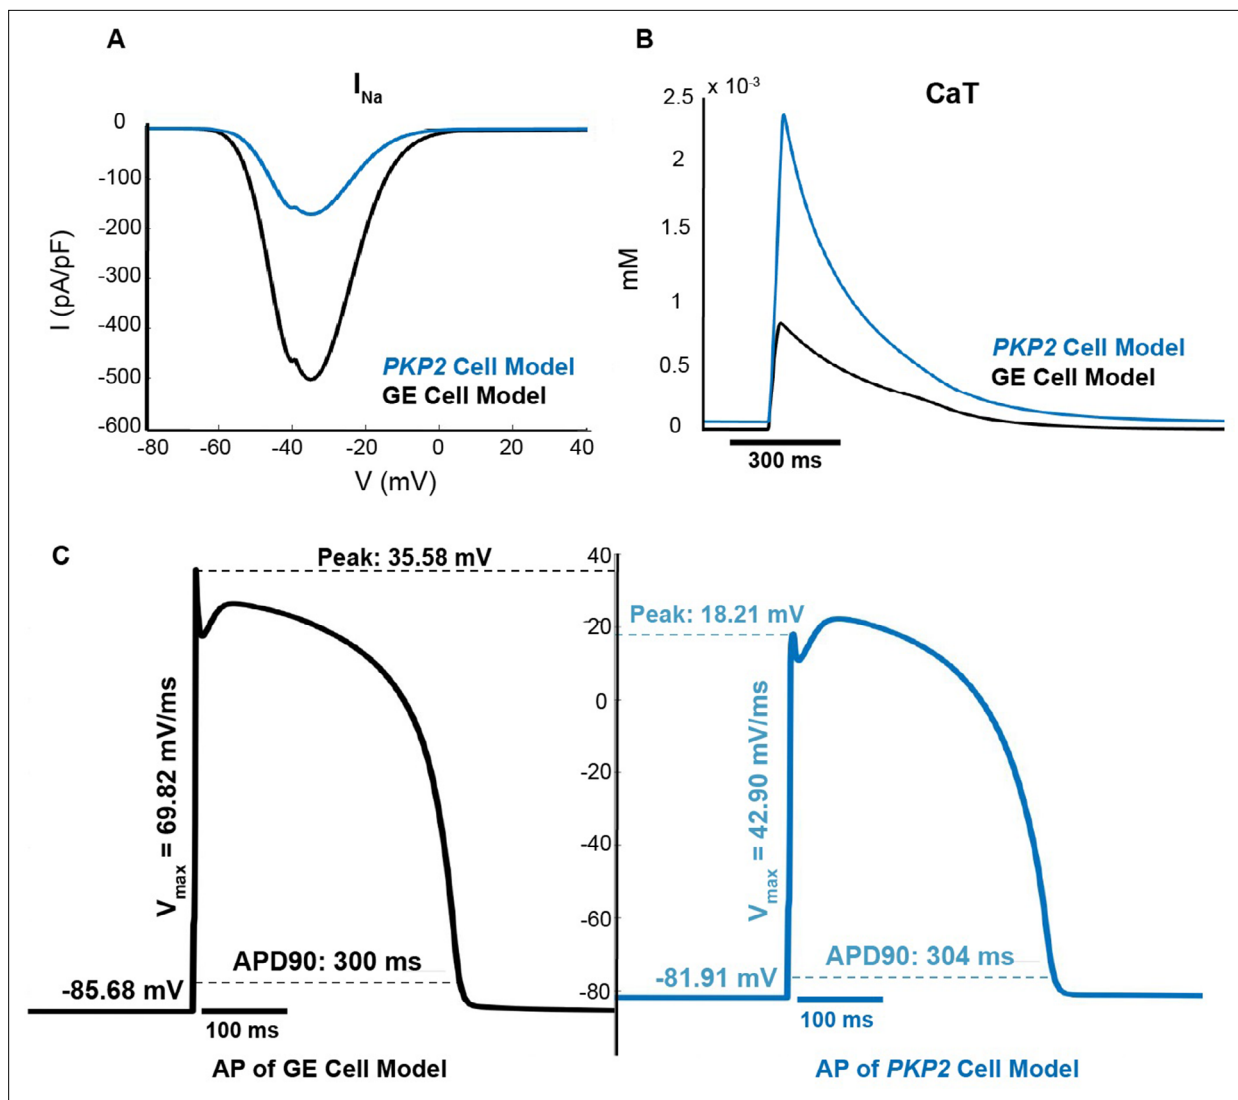 A
I_Na
0
-100
-200
-300
-400
-500
-600
-80
-60
-40
-20
0
20
40
I (pA/pF)
V (mV)
PKP2 Cell Model
GE Cell Model
B
x 10⁻³
CaT
2.5
2
1.5
1
0.5
0
mM
PKP2 Cell Model
GE Cell Model
300 ms
C
Peak: 35.58 mV
V_max = 69.82 mV/ms
APD90: 300 ms
-85.68 mV
100 ms
AP of GE Cell Model
40
20
0
-20
-40
-60
-80
Peak: 18.21 mV
V_max = 42.90 mV/ms
APD90: 304 ms
-81.91 mV
100 ms
AP of PKP2 Cell Model